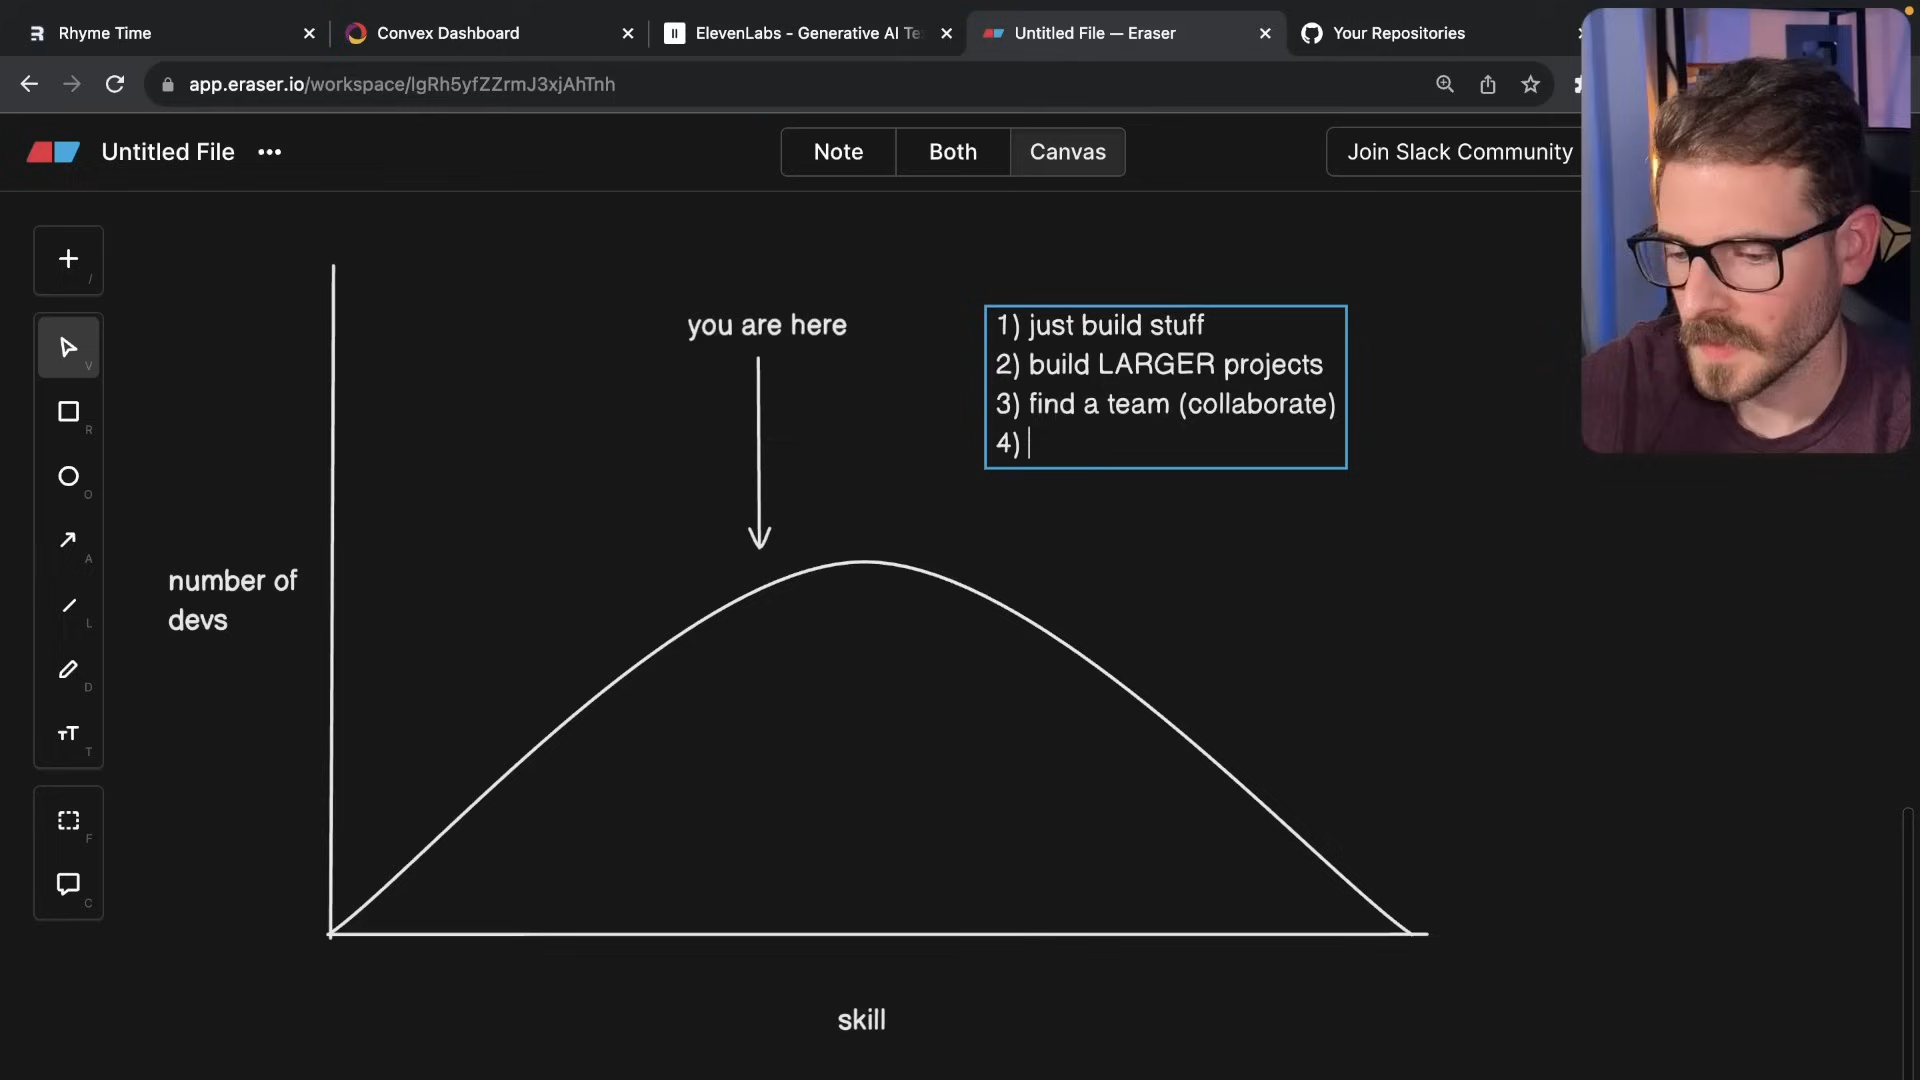 Rhyme Time
Convex Dashboard
ElevenLabs - Generative AI Te
Untitled File — Eraser
Your Repositories
app.eraser.io/workspace/lgRh5yfZZrmJ3xjAhTnh
Untitled File
Note
Both
Canvas
Join Slack Community
/
V
R
O
A
L
D
T
F
C
you are here
1) just build stuff
2) build LARGER projects
3) find a team (collaborate)
4)
number of
devs
skill